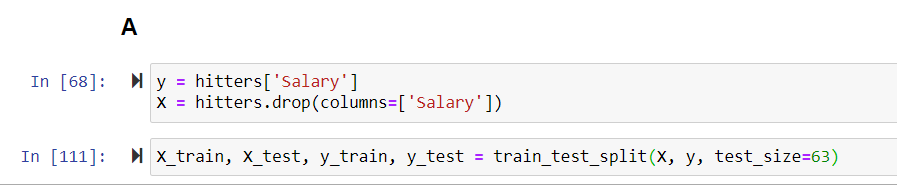 A
In [68]:
y = hitters['Salary']
X = hitters.drop(columns=['Salary'])
In [111]:
X_train, X_test, y_train, y_test = train_test_split(X, y, test_size=63)